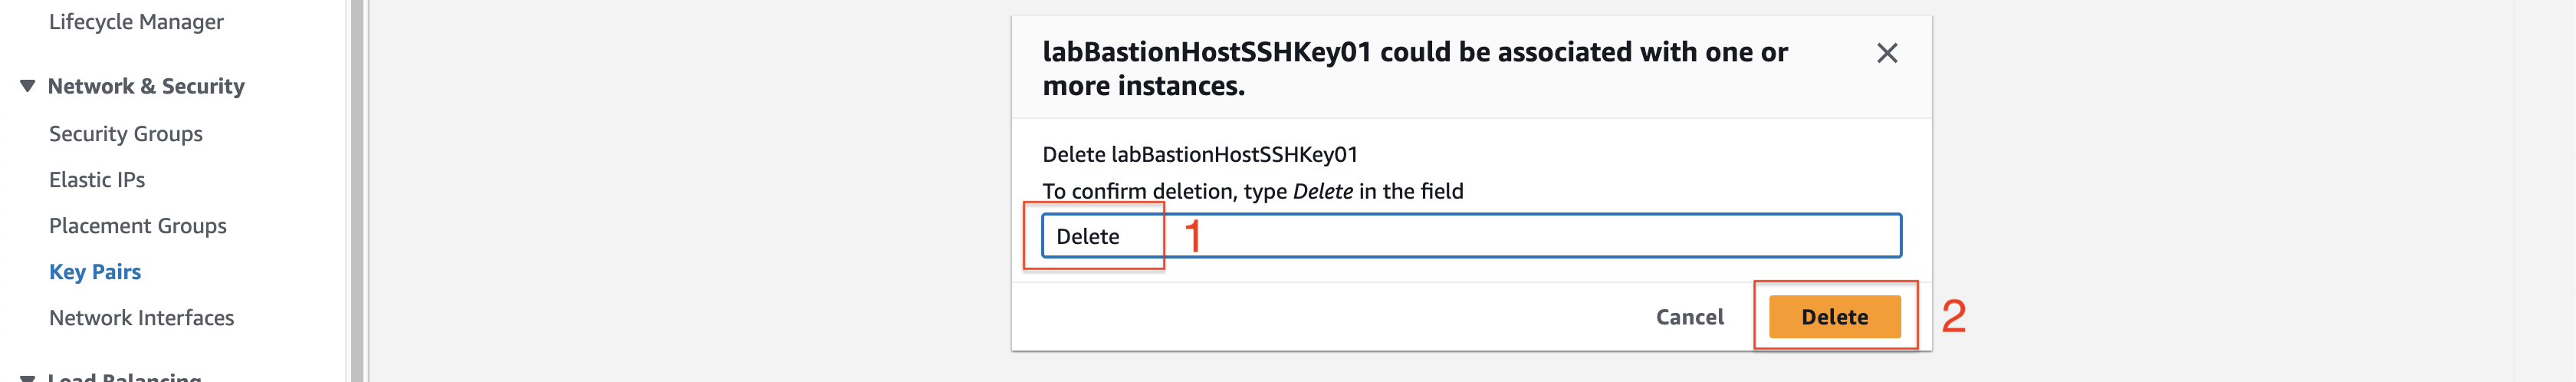 Lifecycle Manager
Network & Security
Security Groups
Elastic IPs
Placement Groups
Key Pairs
Network Interfaces
Load Balancing
labBastionHostSSHKey01 could be associated with one or
more instances.
Delete labBastionHostSSHKey01
To confirm deletion, type Delete in the field
Delete
1
Cancel
Delete
2